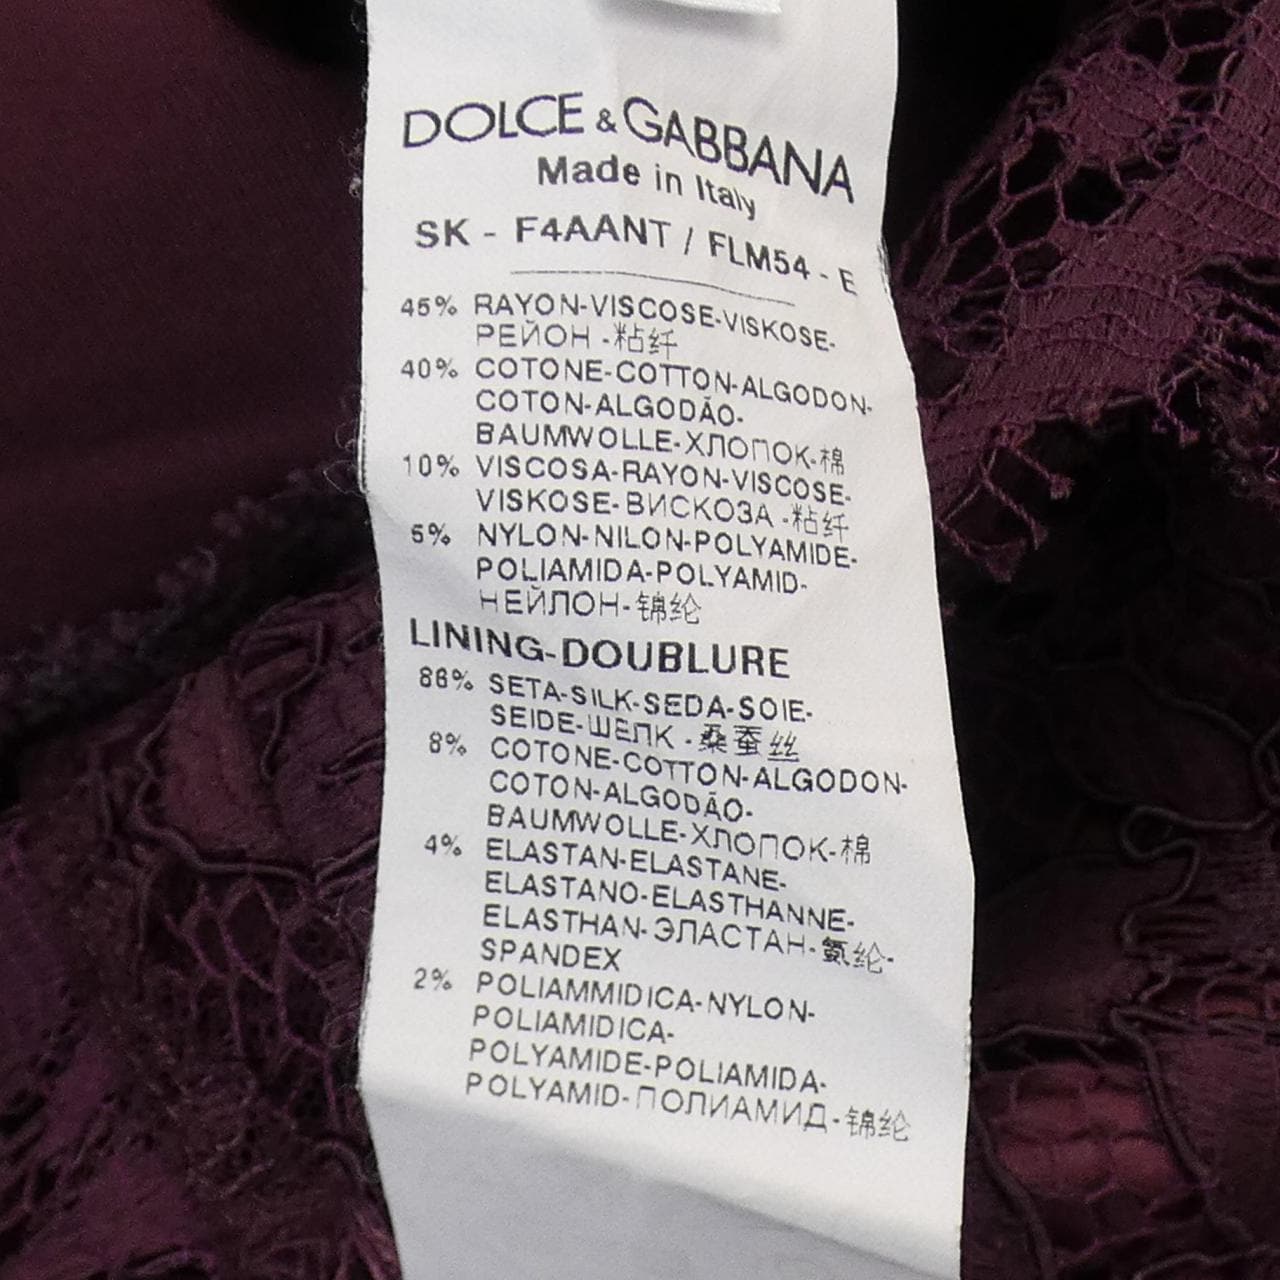 DOLCE & GABBANA
Made in Italy
SK - F4AANT / FLM54 - E
45% RAYON-VISCOSE-VISKOSE-
РЕЙОН -粘纤
40% COTONE-COTTON-ALGODON-
COTON-ALGODÃO-
BAUMWOLLE-ХЛОПОК-棉
10% VISCOSA-RAYON-VISCOSE-
VISKOSE-ВИСКОЗА -粘纤
5% NYLON-NILON-POLYAMIDE-
POLIAMIDA-POLYAMID-
НЕЙЛОН-锦纶
LINING-DOUBLURE
86% SETA-SILK-SEDA-SOIE-
SEIDE-ШЕЛК -桑蚕丝
8% COTONE-COTTON-ALGODON-
COTON-ALGODÃO-
BAUMWOLLE-ХЛОПОК-棉
4% ELASTAN-ELASTANE-
ELASTANO-ELASTHANNE-
ELASTHAN-ЭЛАСТАН-氨纶-
SPANDEX
2% POLIAMMIDICA-NYLON-
POLIAMIDICA-
POLYAMIDE-POLIAMIDA-
POLYAMID-ПОЛИАМИД-锦纶